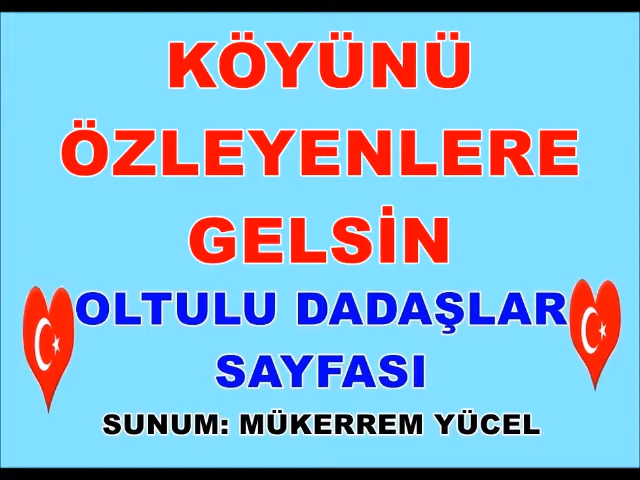 KÖYÜNÜ
ÖZLEYENLERE
GELSİN
OLTULU DADAŞLAR
SAYFASI
SUNUM: MÜKERREM YÜCEL